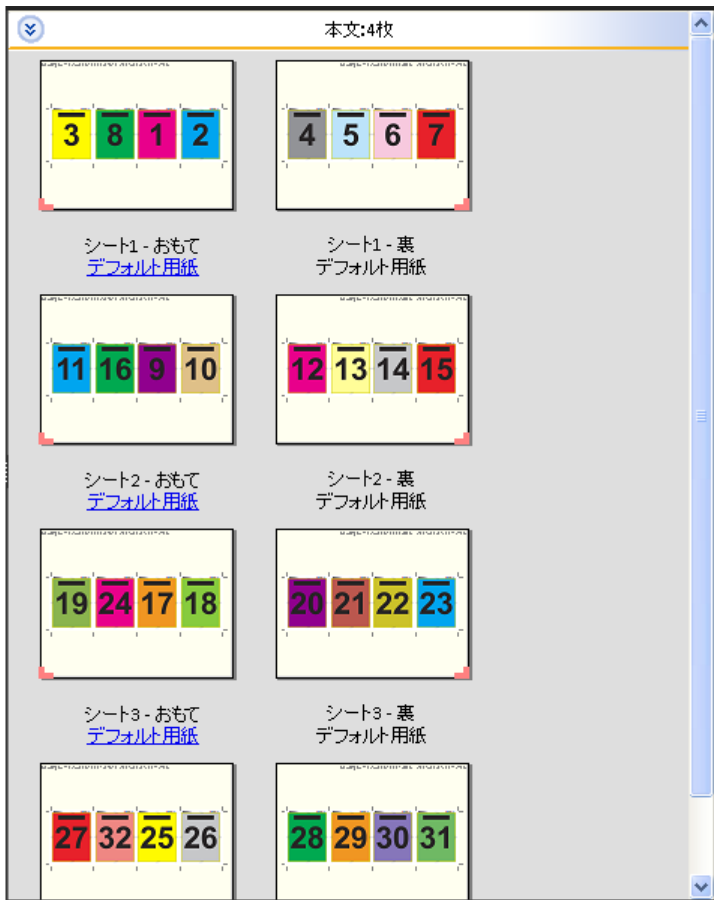 本文:4枚
3 8 1 2
4 5 6 7
シート1 - おもて
デフォルト用紙
シート1 - 裏
デフォルト用紙
11 16 9 10
12 13 14 15
シート2 - おもて
デフォルト用紙
シート2 - 裏
デフォルト用紙
19 24 17 18
20 21 22 23
シート3 - おもて
デフォルト用紙
シート3 - 裏
デフォルト用紙
27 32 25 26
28 29 30 31